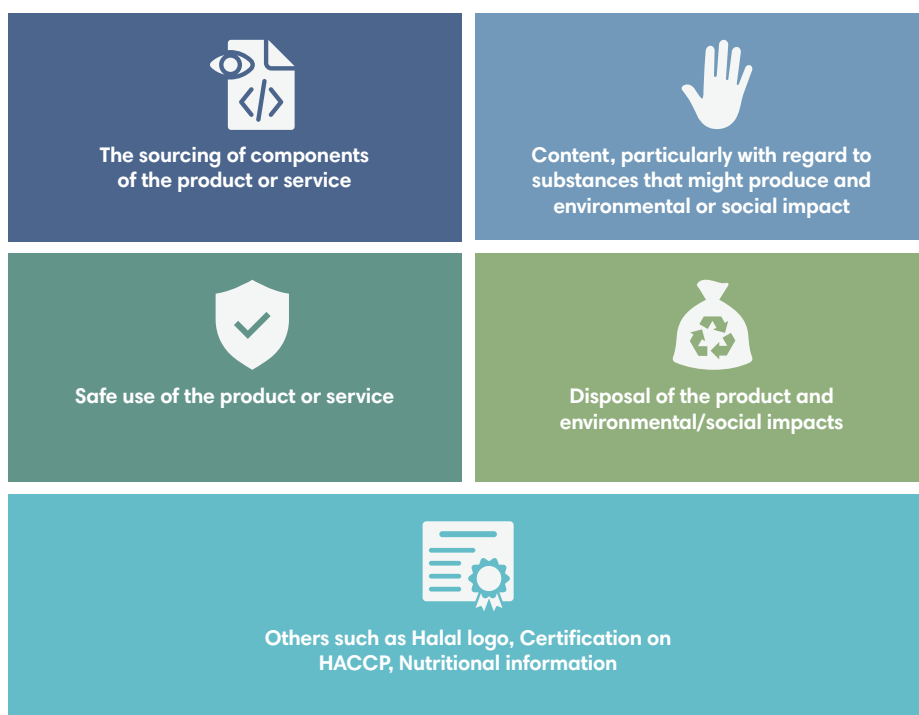 The sourcing of components
of the product or service
Content, particularly with regard to
substances that might produce and
environmental or social impact
Safe use of the product or service
Disposal of the product and
environmental/social impacts
Others such as Halal logo, Certification on
HACCP, Nutritional information